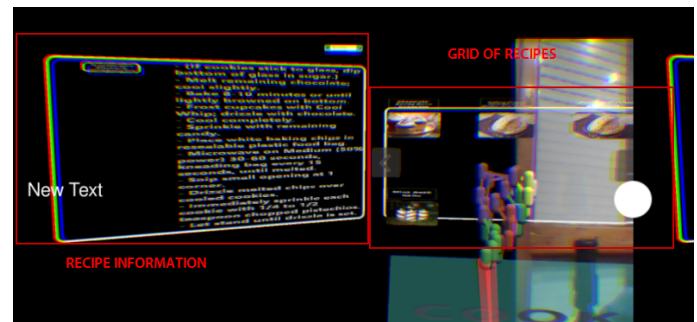 GRID OF RECIPES
- (If cookies stick to glass, dip
bottom of glass in sugar.)
- Melt remaining chocolate;
cool slightly.
- Bake 8 -10 minutes or until
lightly browned on bottom.
- Frost cupcakes with Cool
Whip; drizzle with chocolate.
- Cool completely.
- Sprinkle with remaining
candy.
- Place white baking chips in
resealable plastic food bag.
- Microwave on Medium (50%
power) 30-60 seconds,
kneading bag every 15
seconds, until melted.
- Snip small opening at 1
corner.
- Drizzle melted chips over
cooled cookies.
- Immediately sprinkle each
cookie with 1/4 to 1/2
teaspoon chopped pistachios.
- Let stand until drizzle is set.
New Text
RECIPE INFORMATION
COOK